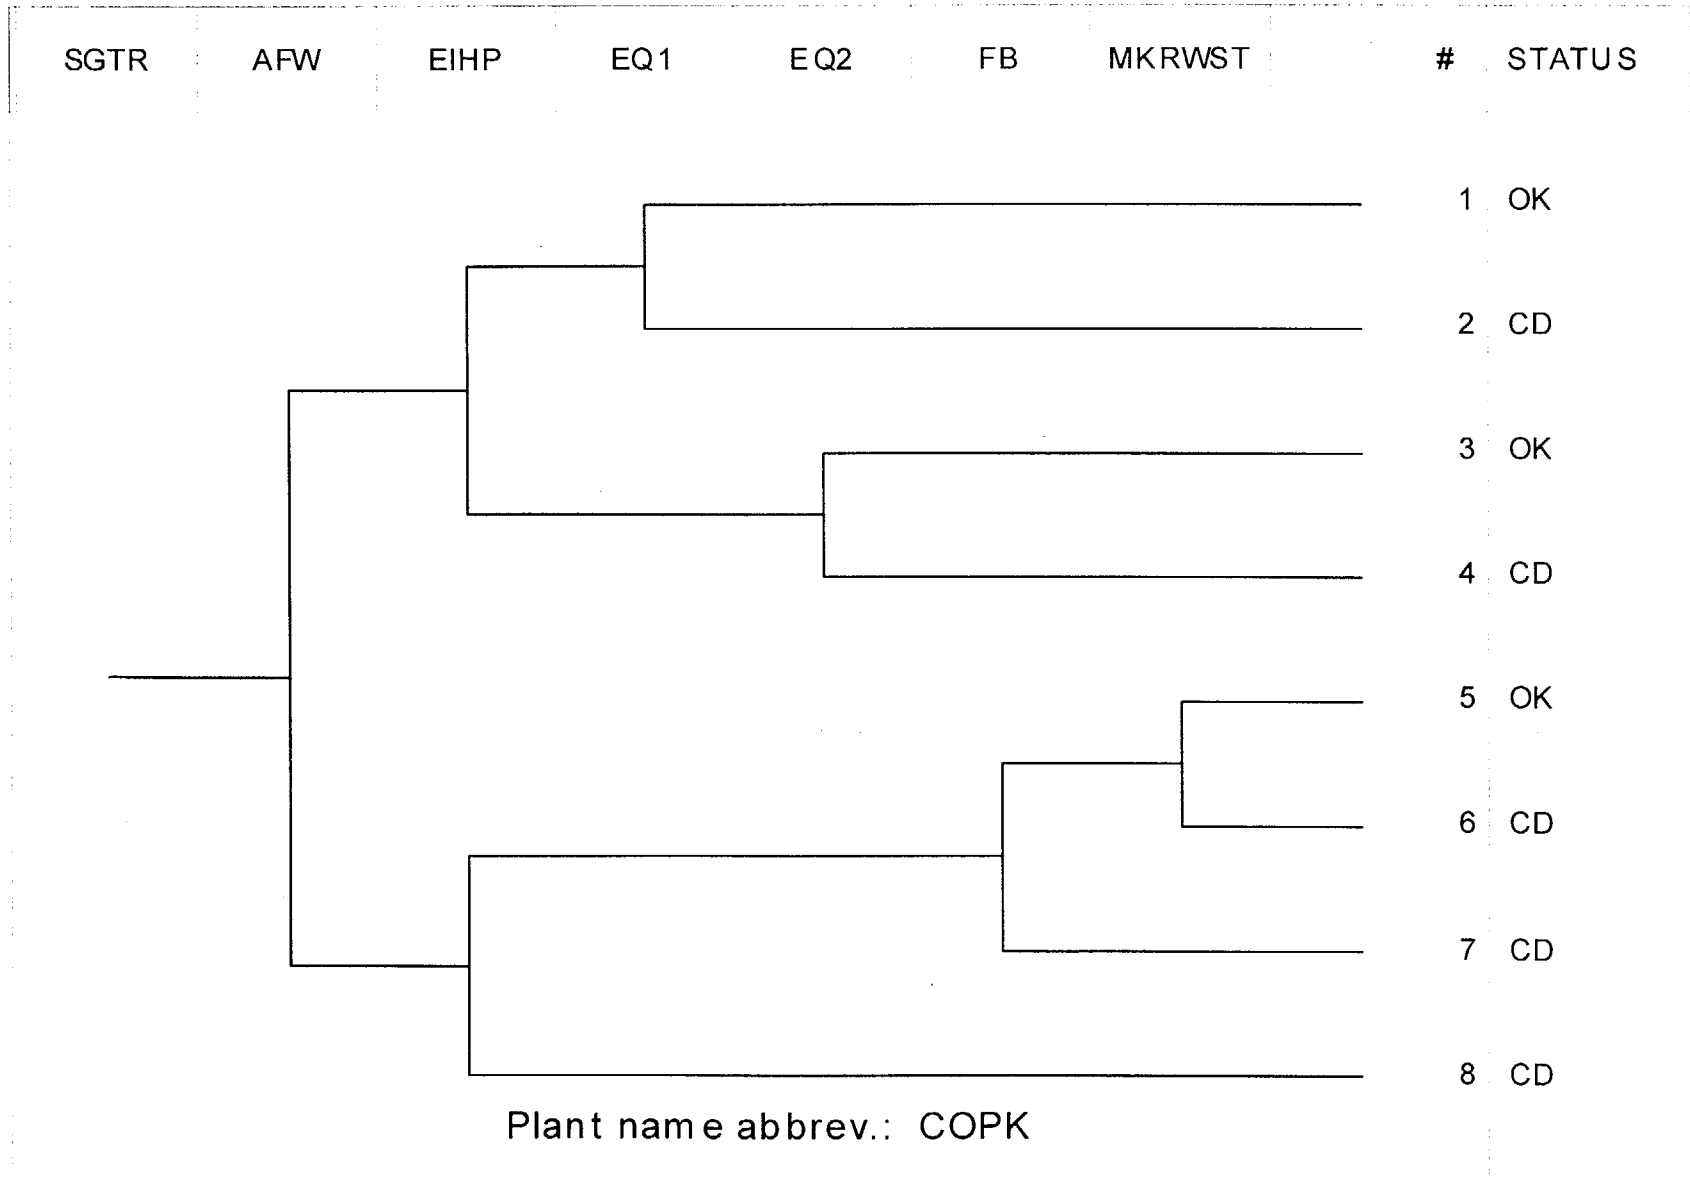 SGTR AFW EIHP EQ1 EQ2 FB MKRWST # STATUS
1 OK
2 CD
3 OK
4 CD
5 OK
6 CD
7 CD
8 CD
Plant name abbrev.: COPK